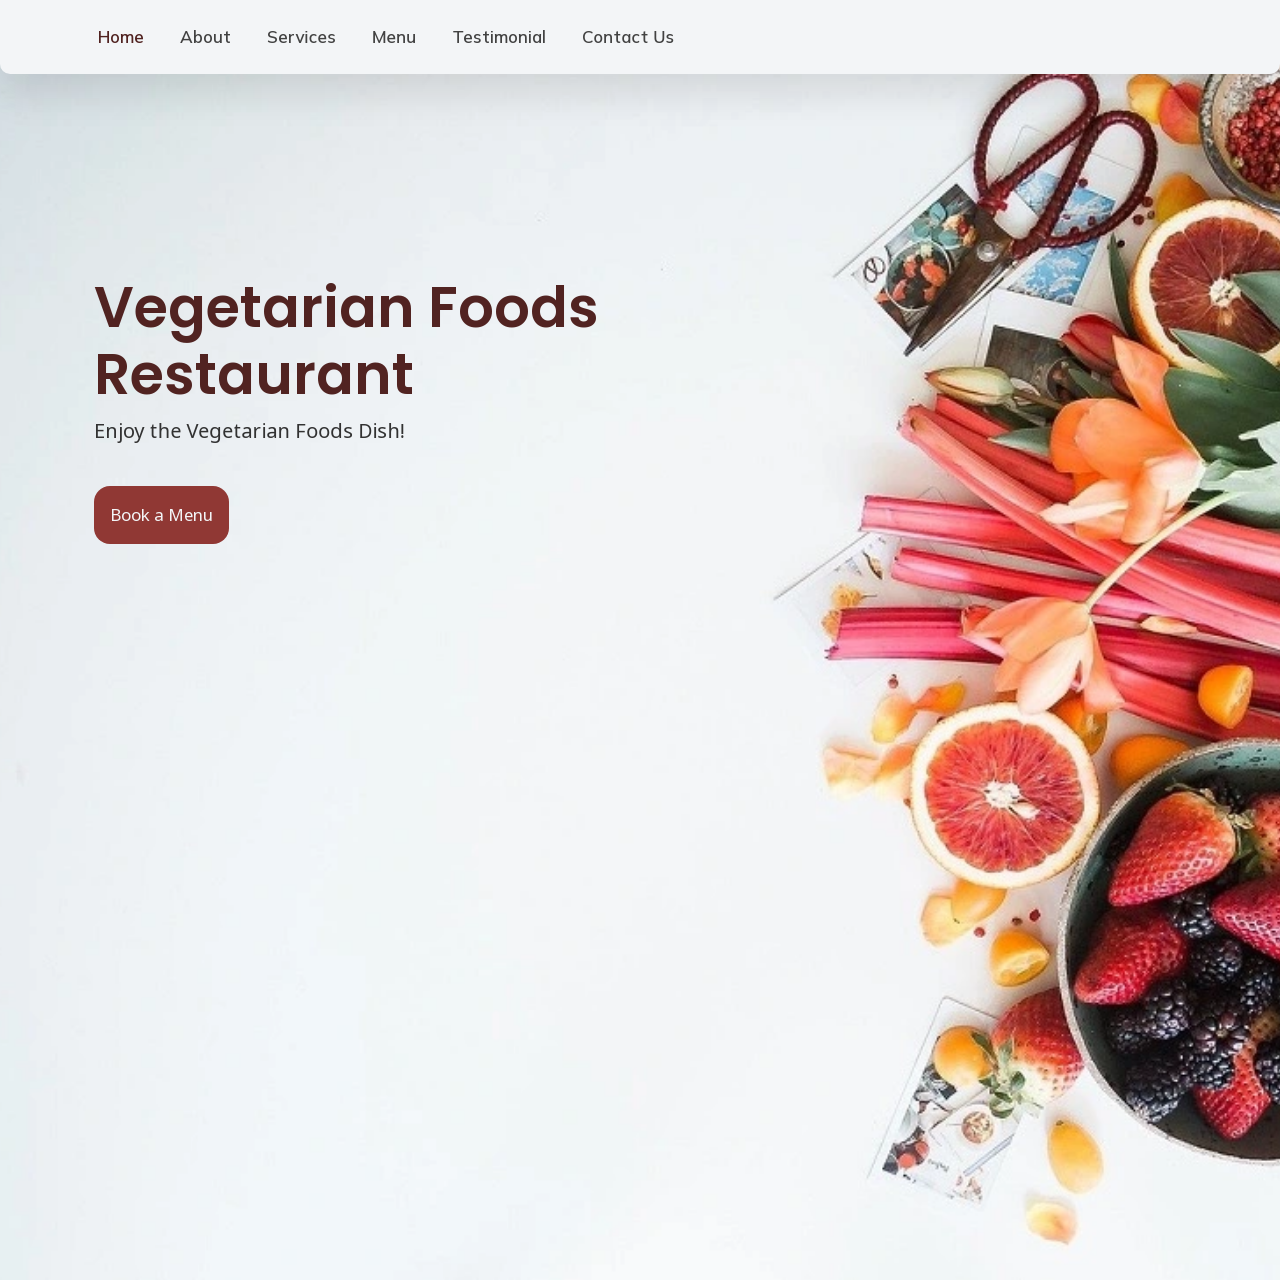 Home About Services Menu Testimonial Contact Us
Vegetarian Foods
Restaurant
Enjoy the Vegetarian Foods Dish!
Book a Menu